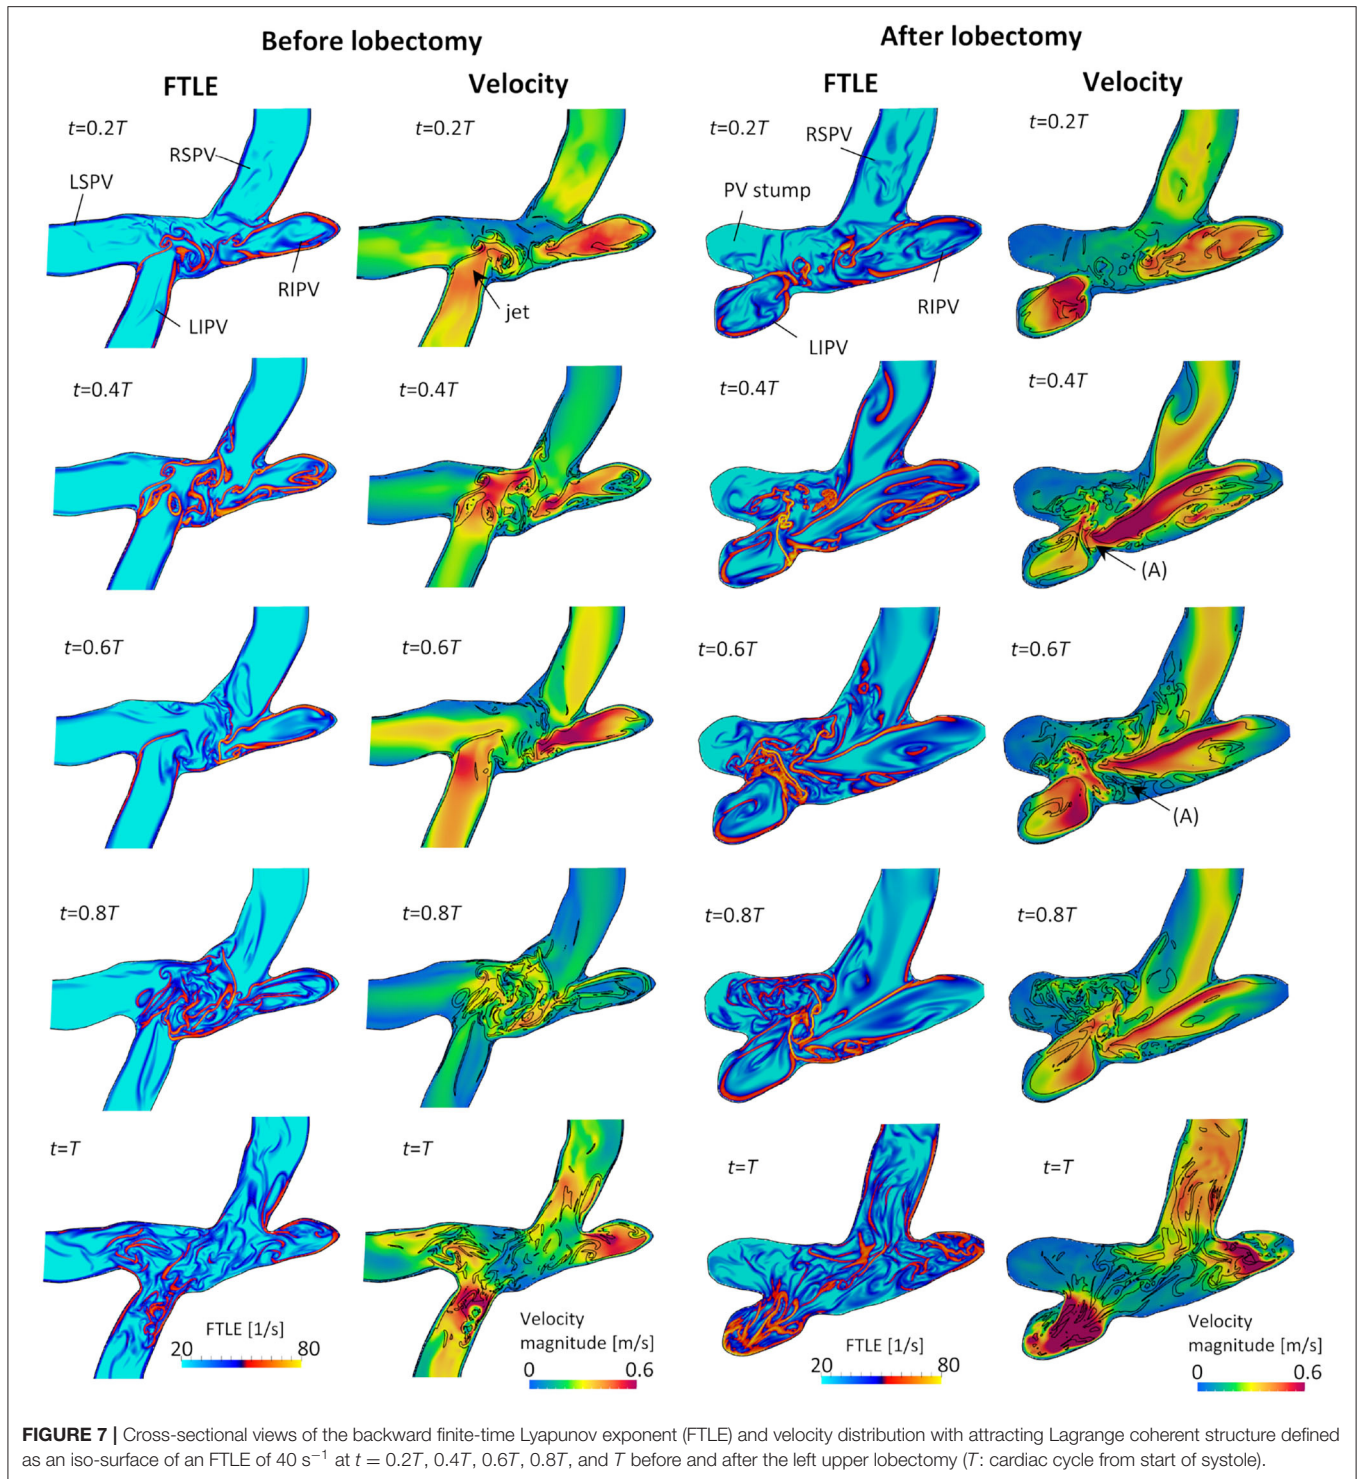 Before lobectomy
After lobectomy
FTLE
Velocity
FTLE
Velocity
t=0.2T
RSPV
LSPV
RIPV
LIPV
t=0.2T
jet
t=0.2T
RSPV
PV stump
RIPV
LIPV
t=0.2T
t=0.4T
t=0.4T
t=0.4T
t=0.4T
(A)
t=0.6T
t=0.6T
t=0.6T
t=0.6T
(A)
t=0.8T
t=0.8T
t=0.8T
t=0.8T
t=T
t=T
t=T
t=T
FTLE [1/s]
20 80
Velocity
magnitude [m/s]
0 0.6
FTLE [1/s]
20 80
Velocity
magnitude [m/s]
0 0.6
FIGURE 7 | Cross-sectional views of the backward finite-time Lyapunov exponent (FTLE) and velocity distribution with attracting Lagrange coherent structure defined
as an iso-surface of an FTLE of 40 s⁻¹ at t = 0.2T, 0.4T, 0.6T, 0.8T, and T before and after the left upper lobectomy (T: cardiac cycle from start of systole).